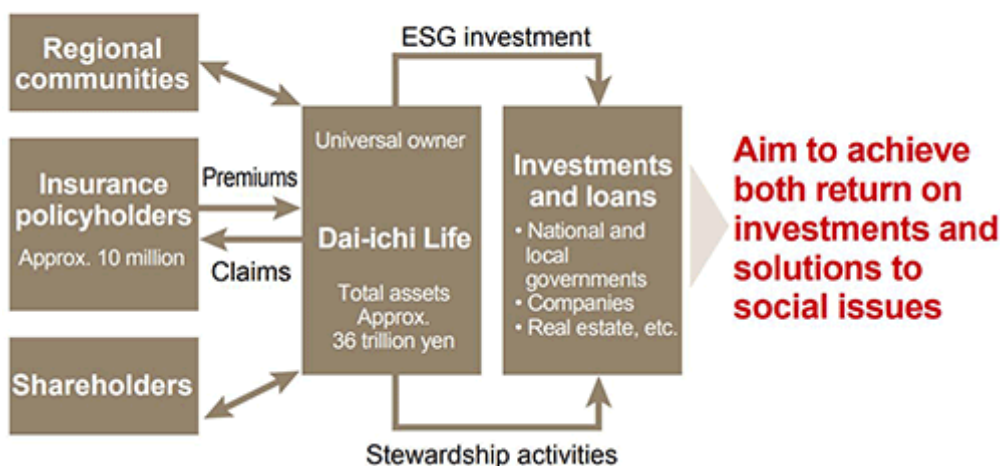 ESG investment
Regional
communities
Insurance
policyholders
Approx. 10 million
Shareholders
Premiums
Claims
Universal owner
Dai-ichi Life
Total assets
Approx.
36 trillion yen
Investments
and loans
• National and
local
governments
• Companies
• Real estate, etc.
Stewardship activities
Aim to achieve
both return on
investments and
solutions to
social issues